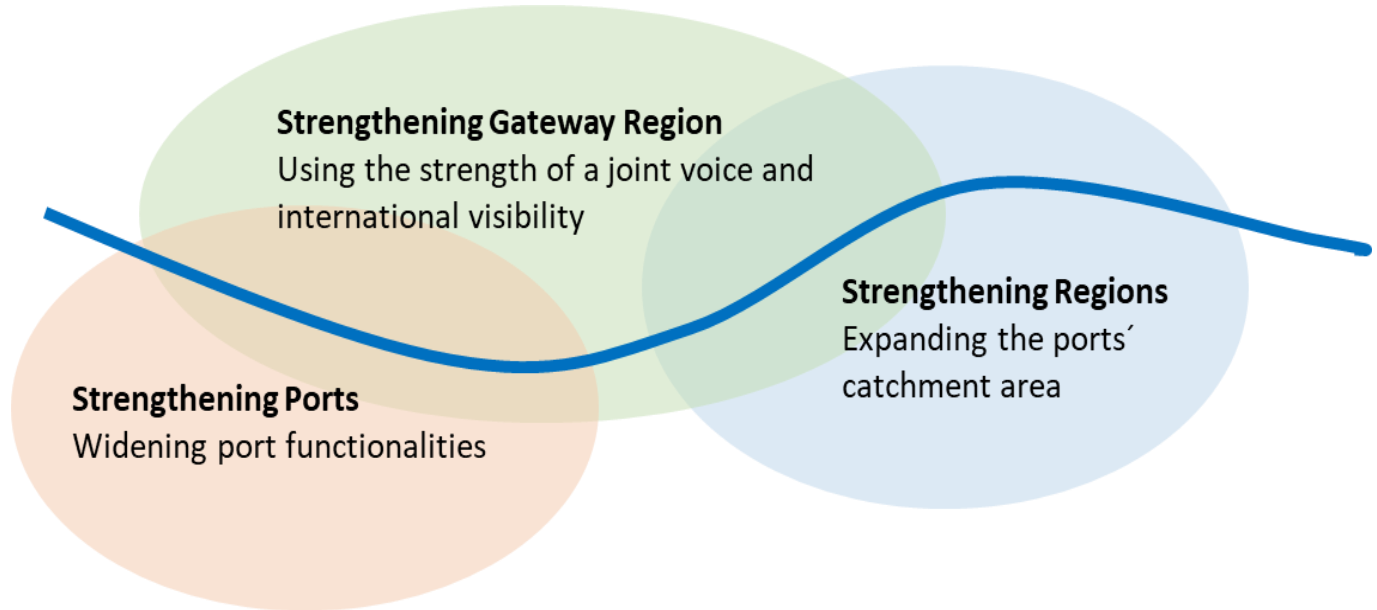 Strengthening Gateway Region
Using the strength of a joint voice and
international visibility
Strengthening Regions
Expanding the ports´
catchment area
Strengthening Ports
Widening port functionalities